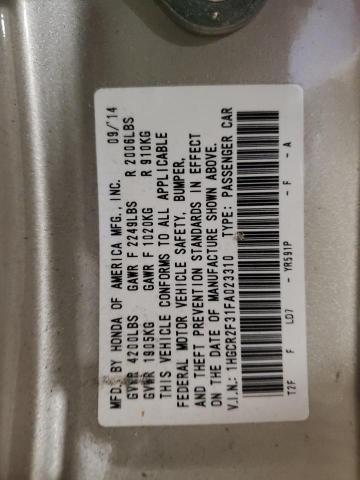 MFD. BY HONDA OF AMERICA MFG., INC. 09/'14
GVWR 4200LBS GAWR F 2249LBS R 2006LBS
GVWR 1905KG GAWR F 1020KG R 910KG
THIS VEHICLE CONFORMS TO ALL APPLICABLE
FEDERAL MOTOR VEHICLE SAFETY, BUMPER,
AND THEFT PREVENTION STANDARDS IN EFFECT
ON THE DATE OF MANUFACTURE SHOWN ABOVE.
V.I.N.: 1HGCR2F31FA023310 TYPE: PASSENGER CAR
T2F F LD7 - YR591P - F - A